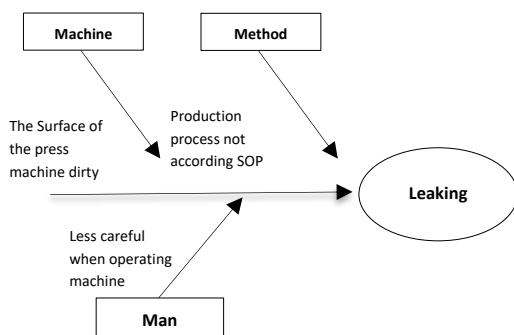 Machine
Method
The Surface of
the press
machine dirty
Production
process not
according SOP
Leaking
Less careful
when operating
machine
Man